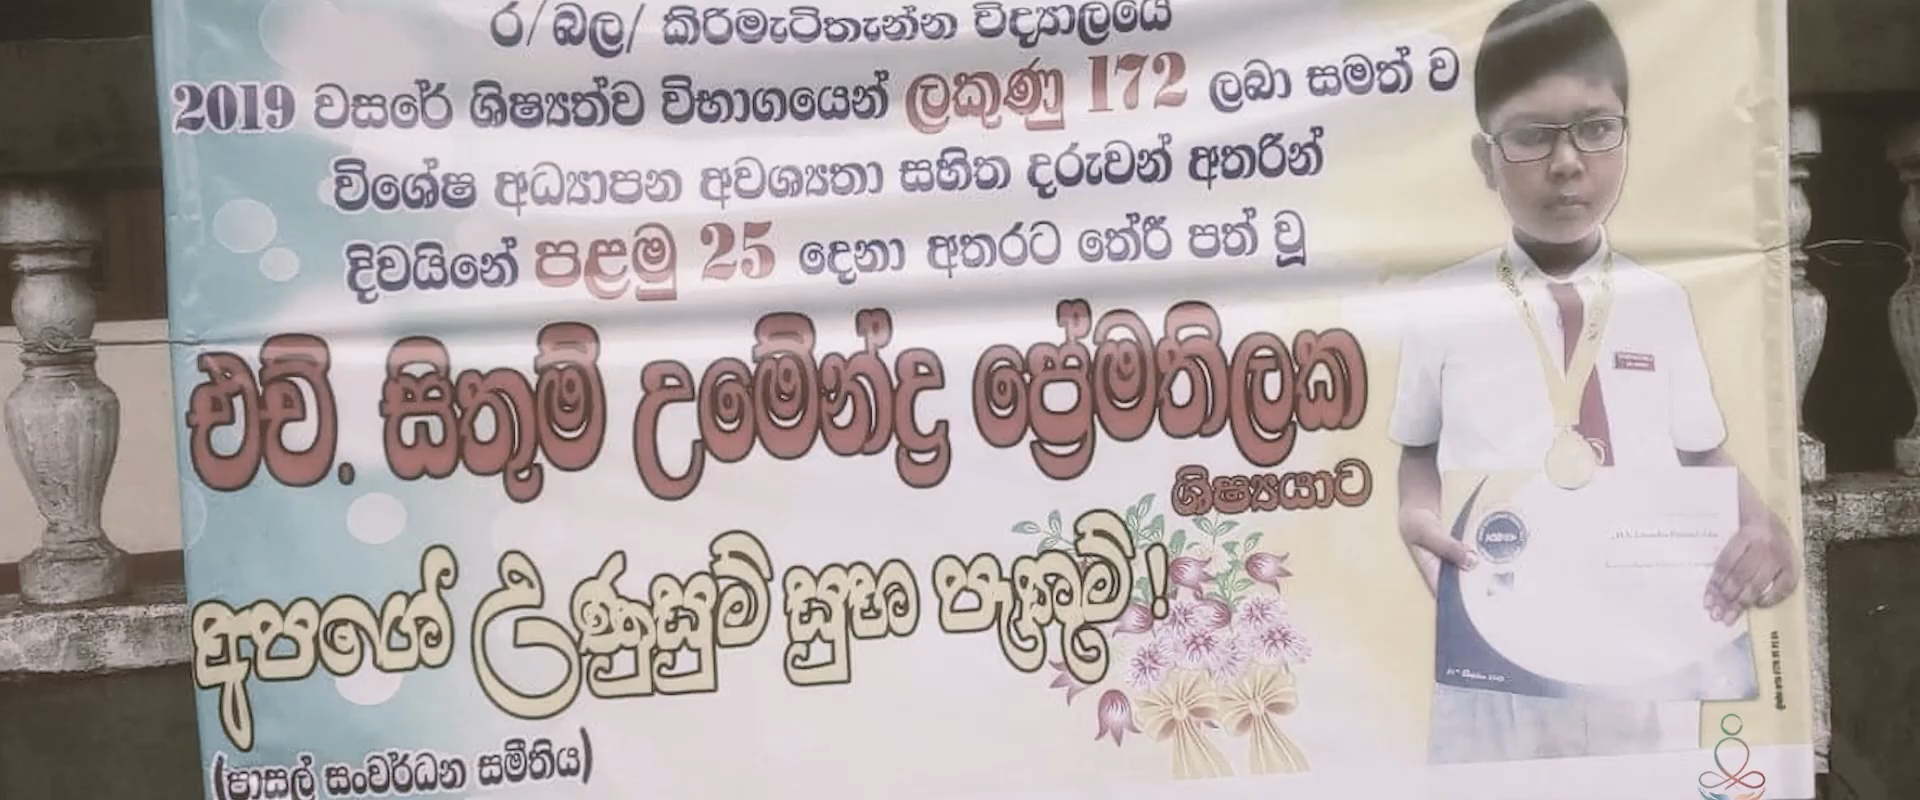 ර/බල/ කිරිමැටිතැන්න විද්‍යාලයේ
2019 වසරේ ශිෂ්‍යත්ව විභාගයෙන් ලකුණු 172 ලබා සමත් ව
විශේෂ අධ්‍යාපන අවශ්‍යතා සහිත දරුවන් අතරින්
දිවයිනේ පළමු 25 දෙනා අතරට තේරී පත් වූ
එච්. සිතුම් උමේන්ද්‍ර ප්‍රේමතිලක
ශිෂ්‍යයාට
අපගේ උණුසුම් සුභ පැතුම්!
(පාසල් සංවර්ධන සමිතිය)